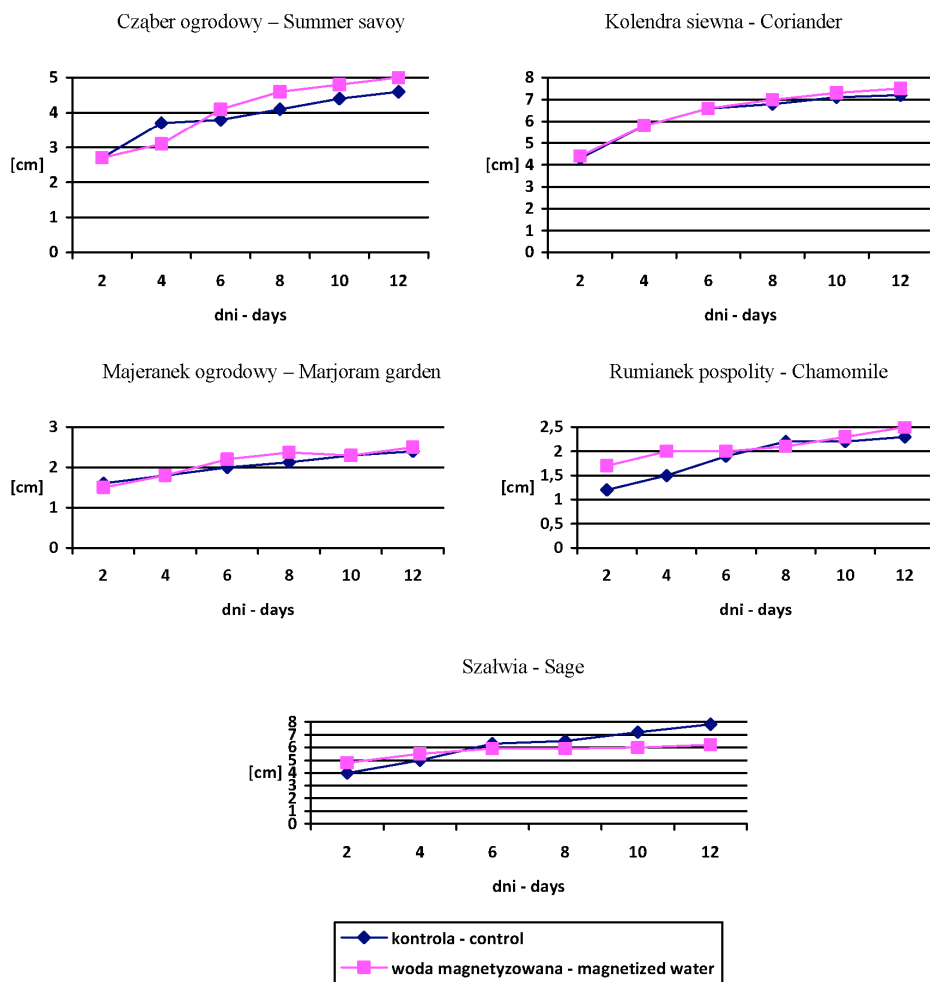 Cząber ogrodowy – Summer savoy
5
4
3
2
1
0
[cm]
2 4 6 8 10 12
dni - days
Kolendra siewna - Coriander
8
7
6
5
4
3
2
1
0
[cm]
2 4 6 8 10 12
dni - days
Majeranek ogrodowy – Marjoram garden
3
2
1
0
[cm]
2 4 6 8 10 12
dni - days
Rumianek pospolity - Chamomile
2,5
2
1,5
1
0,5
0
[cm]
2 4 6 8 10 12
dni - days
Szałwia - Sage
8
7
6
5
4
3
2
1
0
[cm]
2 4 6 8 10 12
dni - days
kontrola - control
woda magnetyzowana - magnetized water